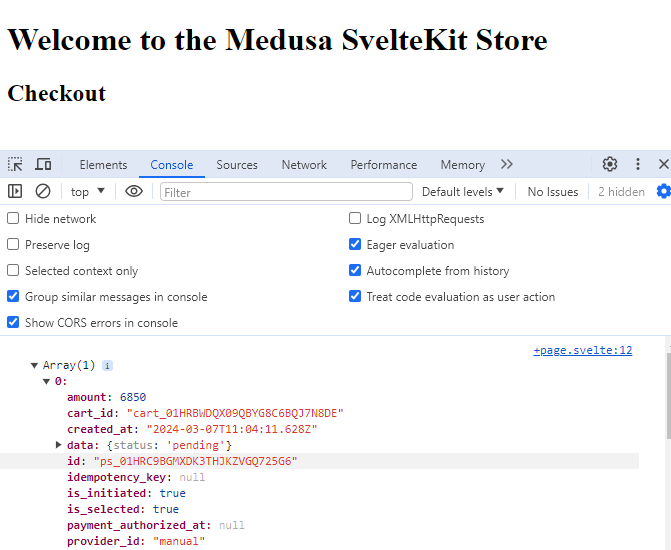 Welcome to the Medusa SvelteKit Store
Checkout
Elements Console Sources Network Performance Memory
top Filter Default levels No Issues 2 hidden
Hide network Log XMLHttpRequests
Preserve log Eager evaluation
Selected context only Autocomplete from history
Group similar messages in console Treat code evaluation as user action
Show CORS errors in console
+page.svelte:12
Array(1) i
0:
amount: 6850
cart_id: "cart_01HRBWDQX09QBYG8C6BQJ7N8DE"
created_at: "2024-03-07T11:04:11.628Z"
data: {status: 'pending'}
id: "ps_01HRC9BGMXDK3THJKZVGQ725G6"
idempotency_key: null
is_initiated: true
is_selected: true
payment_authorized_at: null
provider_id: "manual"